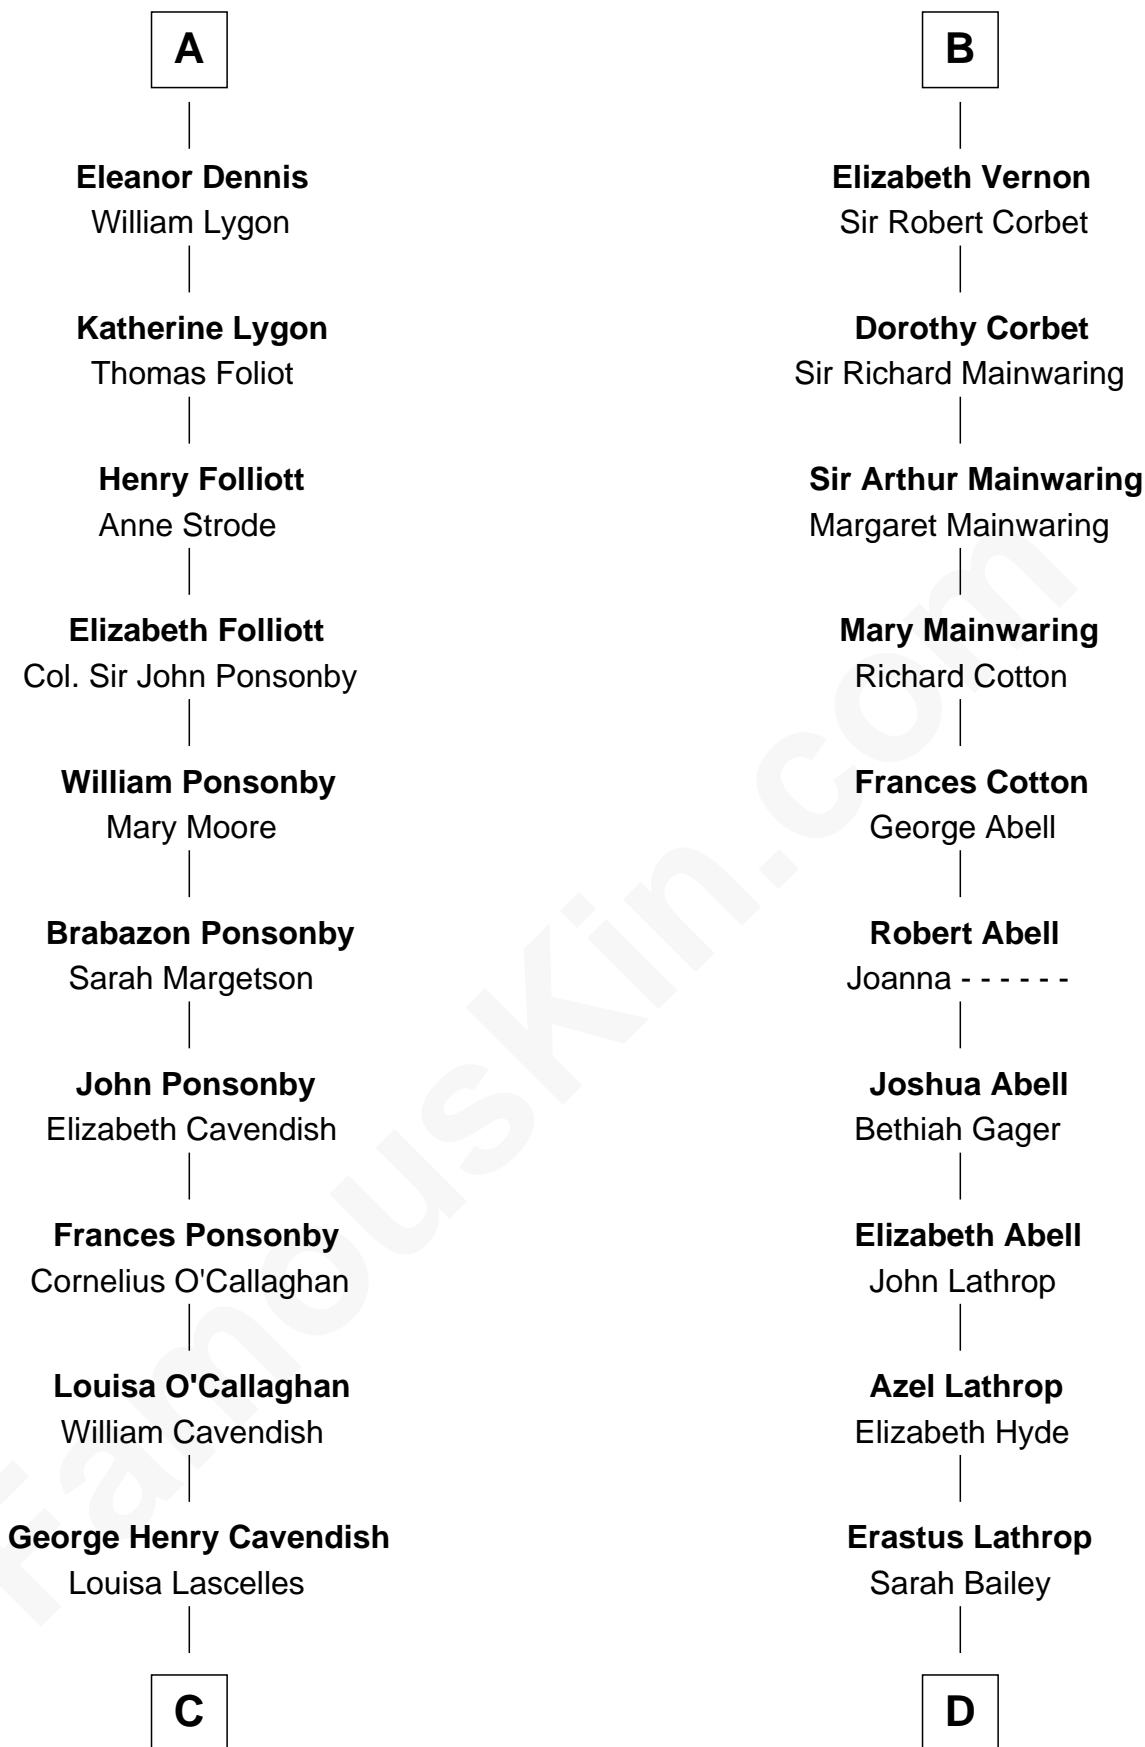 A
Eleanor Dennis
William Lygon
Katherine Lygon
Thomas Foliot
Henry Folliott
Anne Strode
Elizabeth Folliott
Col. Sir John Ponsonby
William Ponsonby
Mary Moore
Brabazon Ponsonby
Sarah Margetson
John Ponsonby
Elizabeth Cavendish
Frances Ponsonby
Cornelius O'Callaghan
Louisa O'Callaghan
William Cavendish
George Henry Cavendish
Louisa Lascelles
C
B
Elizabeth Vernon
Sir Robert Corbet
Dorothy Corbet
Sir Richard Mainwaring
Sir Arthur Mainwaring
Margaret Mainwaring
Mary Mainwaring
Richard Cotton
Frances Cotton
George Abell
Robert Abell
Joanna - - - - - -
Joshua Abell
Bethiah Gager
Elizabeth Abell
John Lathrop
Azel Lathrop
Elizabeth Hyde
Erastus Lathrop
Sarah Bailey
D
FamousKin.com